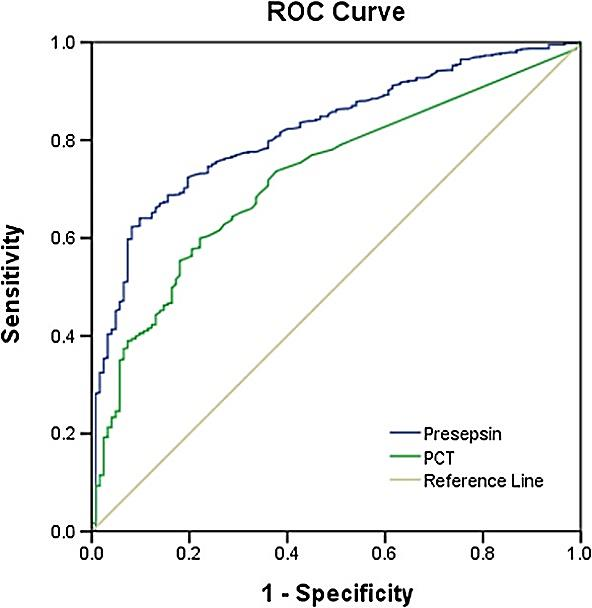 ROC Curve
1.0
0.8
0.6
0.4
0.2
0.0
Sensitivity
Presepsin
PCT
Reference Line
0.0 0.2 0.4 0.6 0.8 1.0
1 - Specificity